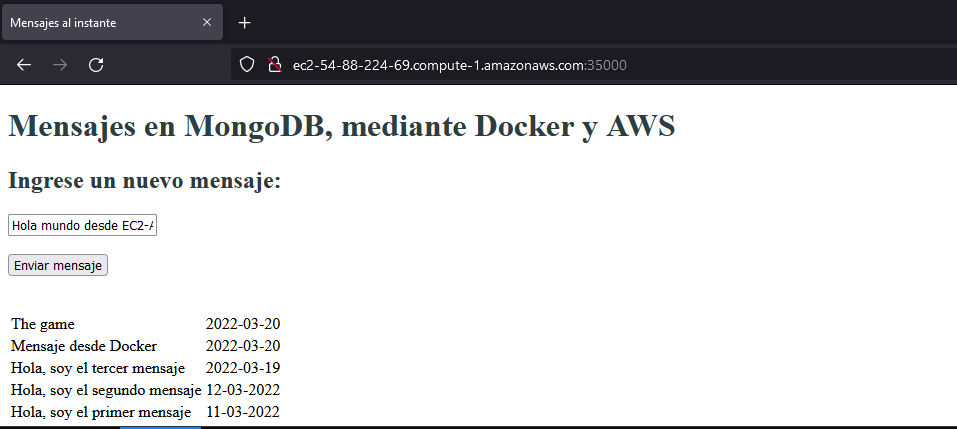 Mensajes al instante
ec2-54-88-224-69.compute-1.amazonaws.com:35000
Mensajes en MongoDB, mediante Docker y AWS
Ingrese un nuevo mensaje:
Hola mundo desde EC2-A
Enviar mensaje
The game 2022-03-20
Mensaje desde Docker 2022-03-20
Hola, soy el tercer mensaje 2022-03-19
Hola, soy el segundo mensaje 12-03-2022
Hola, soy el primer mensaje 11-03-2022